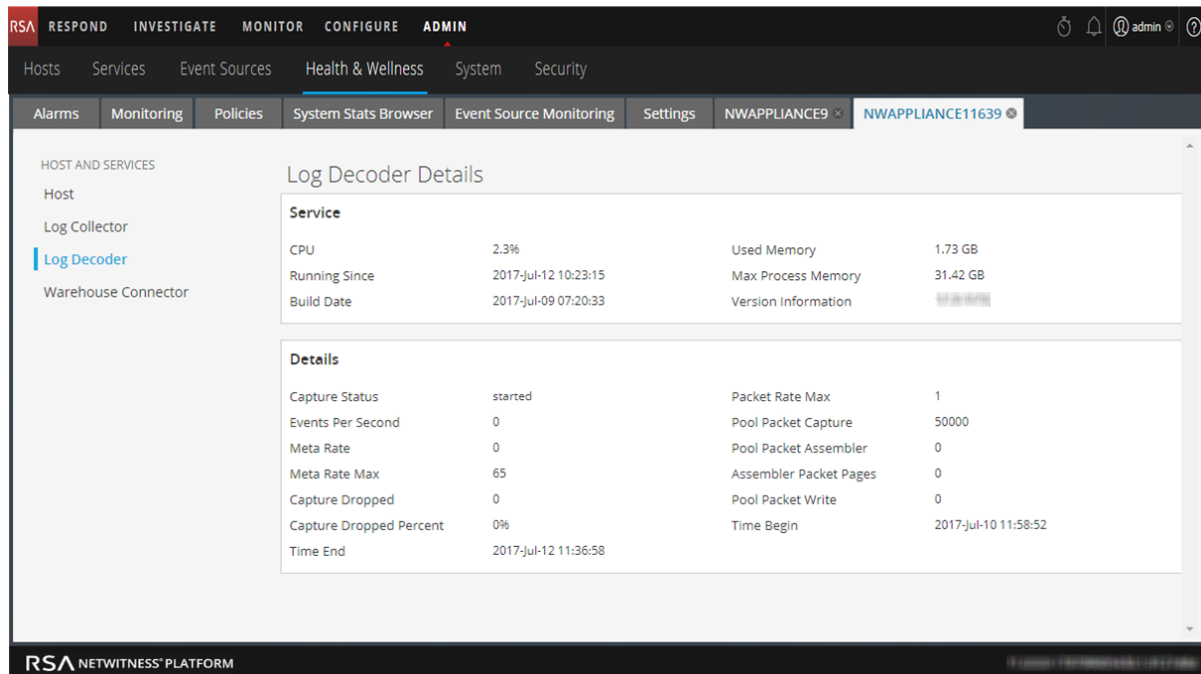 RSA RESPOND INVESTIGATE MONITOR CONFIGURE ADMIN admin
Hosts Services Event Sources Health & Wellness System Security
Alarms Monitoring Policies System Stats Browser Event Source Monitoring Settings NWAPPLIANCE9 NWAPPLIANCE11639
HOST AND SERVICES
Host
Log Collector
Log Decoder
Warehouse Connector
Log Decoder Details
Service
CPU 2.3% Used Memory 1.73 GB
Running Since 2017-Jul-12 10:23:15 Max Process Memory 31.42 GB
Build Date 2017-Jul-09 07:20:33 Version Information
Details
Capture Status started Packet Rate Max 1
Events Per Second 0 Pool Packet Capture 50000
Meta Rate 0 Pool Packet Assembler 0
Meta Rate Max 65 Assembler Packet Pages 0
Capture Dropped 0 Pool Packet Write 0
Capture Dropped Percent 0% Time Begin 2017-Jul-10 11:58:52
Time End 2017-Jul-12 11:36:58
RSA NETWITNESS® PLATFORM